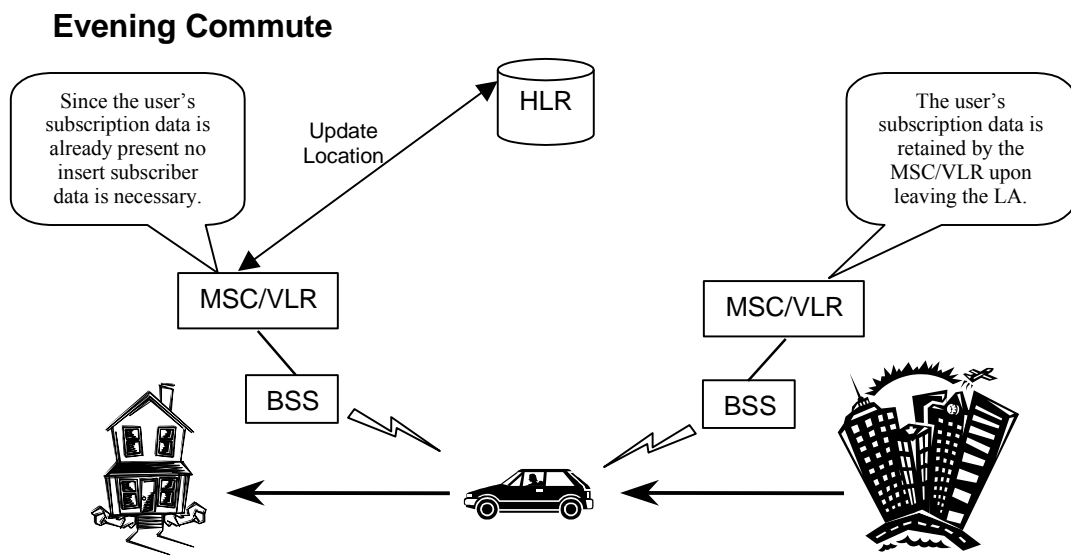 Evening Commute
Since the user’s
subscription data is
already present no
insert subscriber
data is necessary.
Update
Location
HLR
The user’s
subscription data is
retained by the
MSC/VLR upon
leaving the LA.
MSC/VLR
MSC/VLR
BSS
BSS